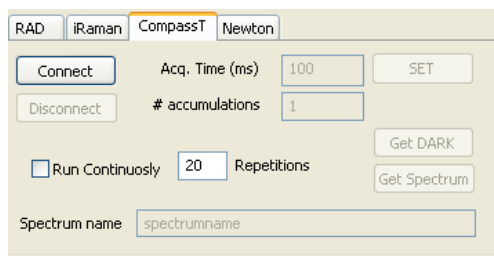 RAD iRaman CompassT Newton
Connect Acq. Time (ms) 100 SET
Disconnect # accumulations 1
Get DARK
Run Continuosly 20 Repetitions
Get Spectrum
Spectrum name spectrumname